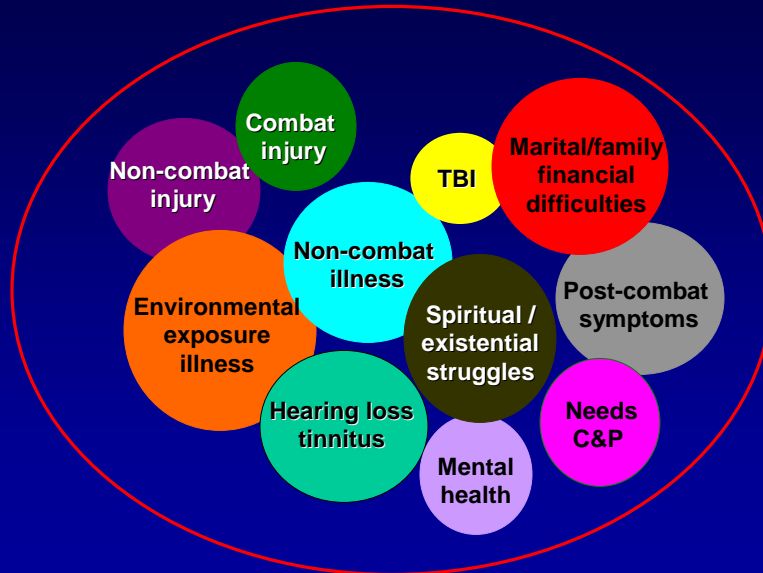 Combat
injury
Non-combat
injury
TBI
Marital/family
financial
difficulties
Non-combat
illness
Environmental
exposure
illness
Spiritual /
existential
struggles
Post-combat
symptoms
Hearing loss
tinnitus
Needs
C&P
Mental
health